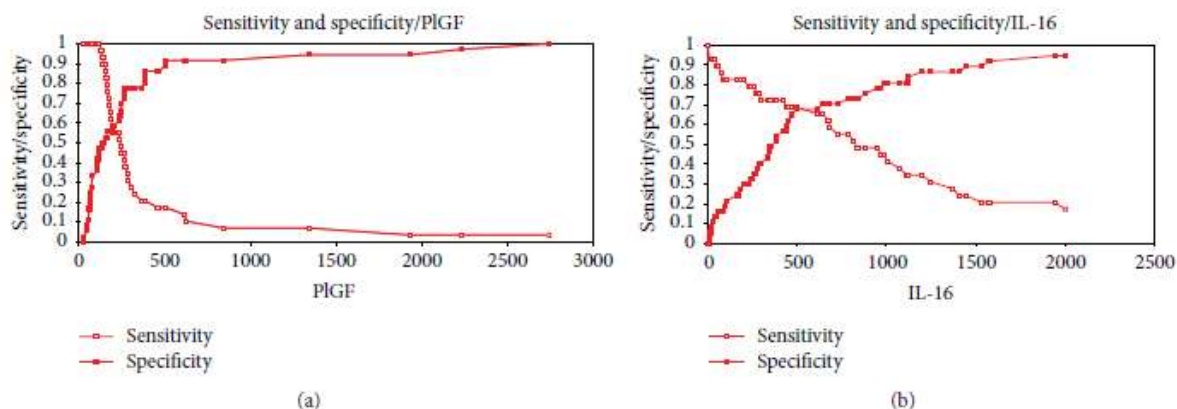 Sensitivity and specificity/PlGF
1
0.9
0.8
0.7
0.6
0.5
0.4
0.3
0.2
0.1
0
Sensitivity/specificity
0 500 1000 1500 2000 2500 3000
PlGF
Sensitivity
Specificity
(a)
Sensitivity and specificity/IL-16
1
0.9
0.8
0.7
0.6
0.5
0.4
0.3
0.2
0.1
0
Sensitivity/specificity
0 500 1000 1500 2000 2500
IL-16
Sensitivity
Specificity
(b)